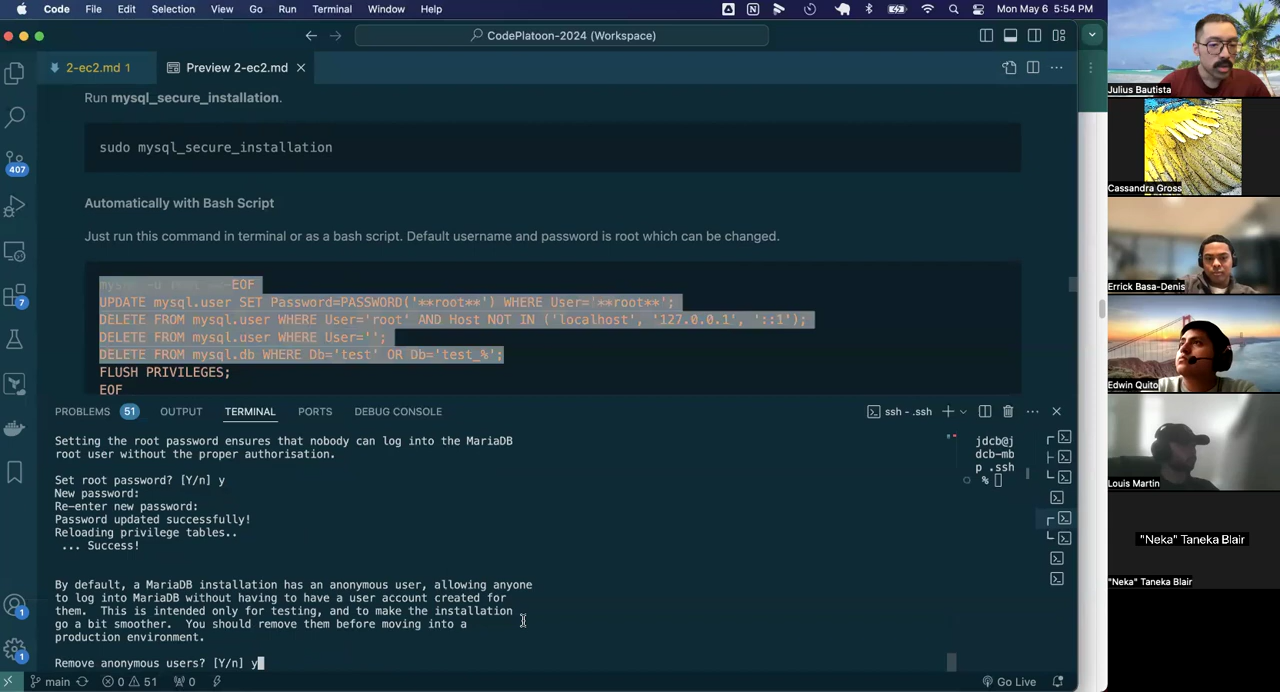 Code File Edit Selection View Go Run Terminal Window Help Mon May 6 5:54 PM
CodePlatoon-2024 (Workspace)
2-ec2.md 1 Preview 2-ec2.md
Run mysql_secure_installation.
sudo mysql_secure_installation
Automatically with Bash Script
Just run this command in terminal or as a bash script. Default username and password is root which can be changed.
EOF
UPDATE mysql.user SET Password=PASSWORD('**root**') WHERE User='**root**';
DELETE FROM mysql.user WHERE User='root' AND Host NOT IN ('localhost', '127.0.0.1', '::1');
DELETE FROM mysql.user WHERE User='';
DELETE FROM mysql.db WHERE Db='test' OR Db='test_%';
FLUSH PRIVILEGES;
EOF
407
7
1
1
PROBLEMS 51 OUTPUT TERMINAL PORTS DEBUG CONSOLE ssh - .ssh
Setting the root password ensures that nobody can log into the MariaDB
root user without the proper authorisation.
Set root password? [Y/n] y
New password:
Re-enter new password:
Password updated successfully!
Reloading privilege tables..
... Success!
By default, a MariaDB installation has an anonymous user, allowing anyone
to log into MariaDB without having to have a user account created for
them. This is intended only for testing, and to make the installation
go a bit smoother. You should remove them before moving into a
production environment.
Remove anonymous users? [Y/n] y
jdcb@j
dcb-mb
p .ssh
%
main 0 51 0 Go Live
Julius Bautista
Cassandra Gross
Errick Basa-Denis
Edwin Quito
Louis Martin
"Neka" Taneka Blair
"Neka" Taneka Blair